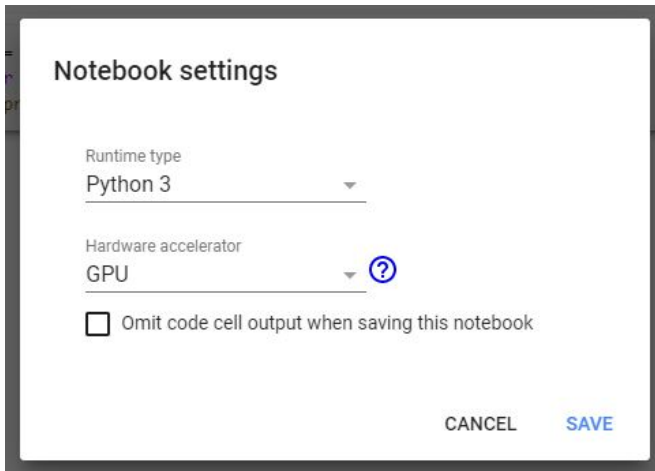 Notebook settings
Runtime type
Python 3
Hardware accelerator
GPU
Omit code cell output when saving this notebook
CANCEL SAVE